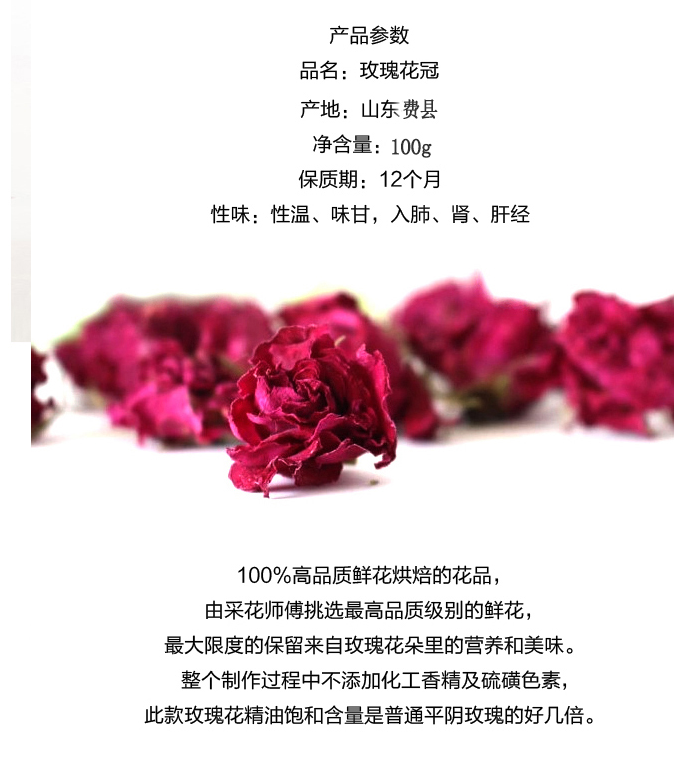 产品参数
品名：玫瑰花冠
产地：山东费县
净含量：100g
保质期：12个月
性味：性温、味甘，入肺、肾、肝经
100%高品质鲜花烘焙的花品，
由采花师傅挑选最高品质级别的鲜花，
最大限度的保留来自玫瑰花朵里的营养和美味。
整个制作过程中不添加化工香精及硫磺色素，
此款玫瑰花精油饱和含量是普通平阴玫瑰的好几倍。